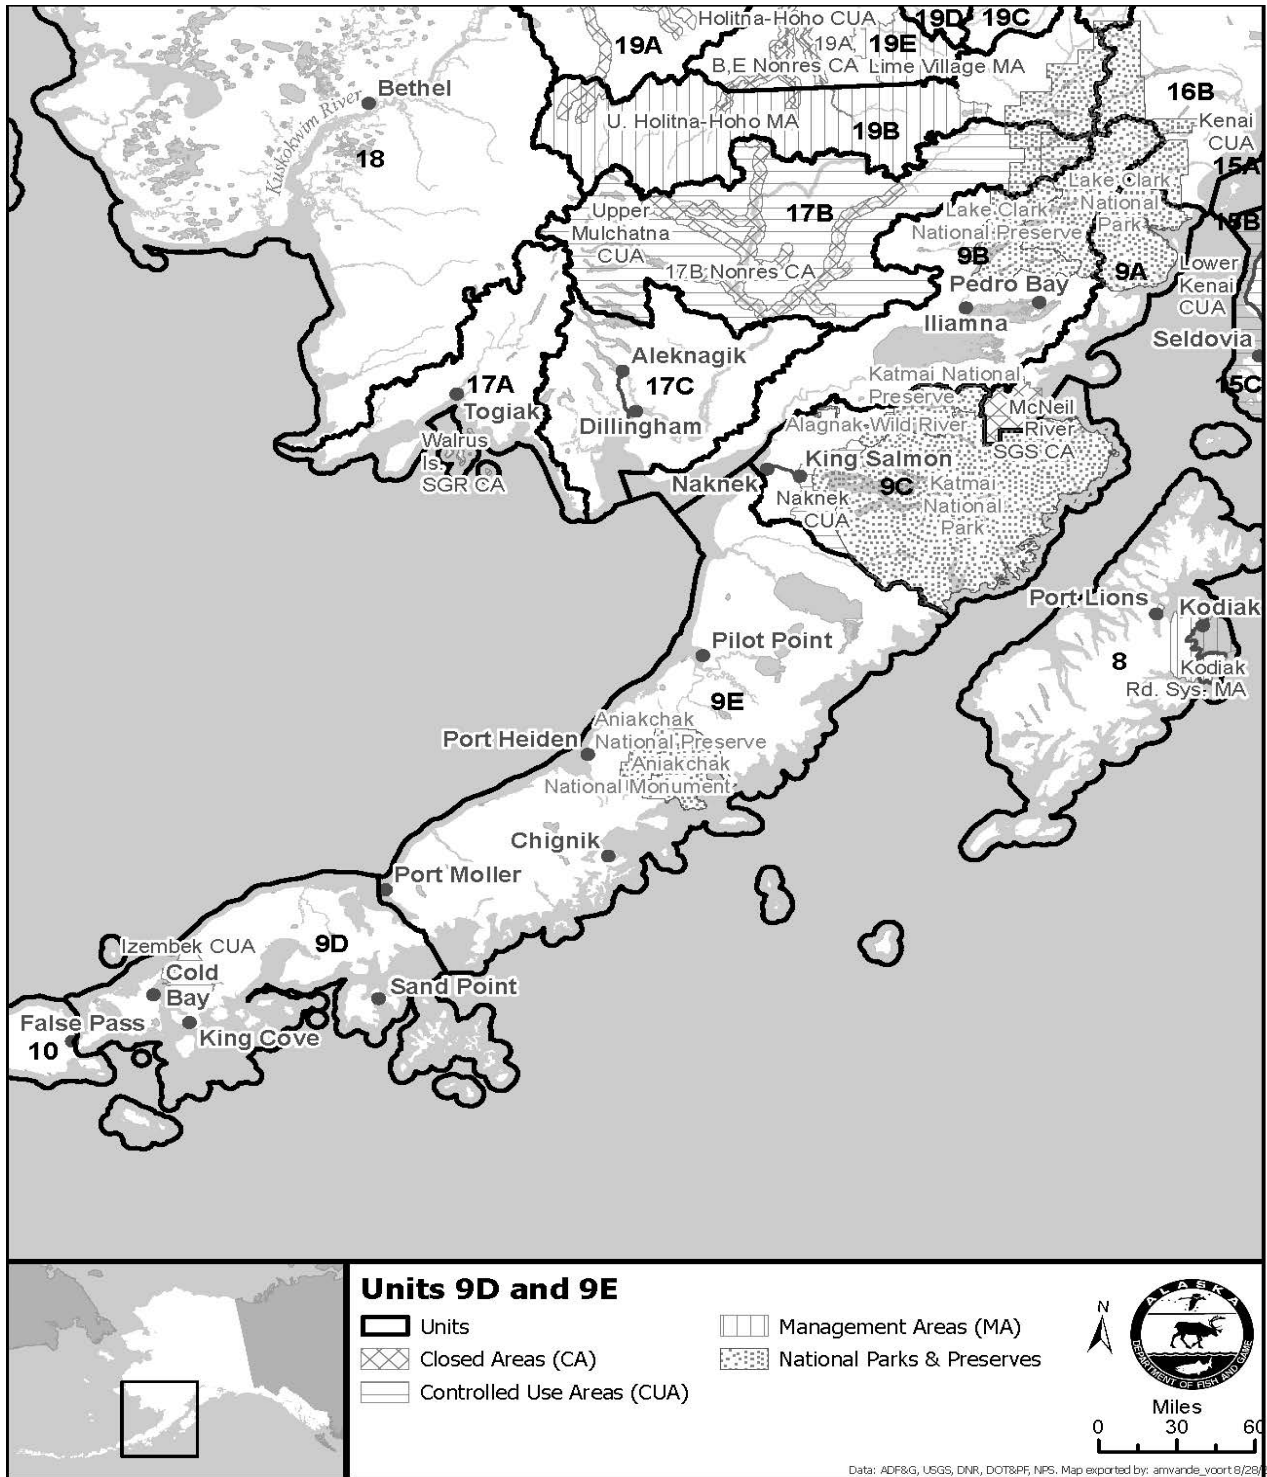 Holitna-Hoho CUA
19D
19C
19A
19A
19E
B,E Nonres CA
Lime Village MA
Bethel
16B
U. Holitna-Hoho MA
19B
Kenai
CUA
Kuskokwim River
18
15A
Lake Clark
National
Park
Upper
Mulchatna
CUA
17B
Lake Clark
National Preserve
15B
9B
17B Nonres CA
9A
Lower
Kenai
CUA
Pedro Bay
Iliamna
Seldovia
Aleknagik
17A
17C
Katmai National
Preserve
15C
Togiak
McNeil
River
SGS CA
Dillingham
Alagnak Wild River
Walrus
Is.
SGR CA
King Salmon
Naknek
9C
Naknek
CUA
Katmai
National
Park
Port Lions
Kodiak
Pilot Point
8
Kodiak
Rd. Sys. MA
9E
Aniakchak
National Preserve
Port Heiden
Aniakchak
National Monument
Chignik
Port Moller
Izembek CUA
9D
Cold
Bay
Sand Point
False Pass
King Cove
10
Units 9D and 9E
Units
Closed Areas (CA)
Controlled Use Areas (CUA)
Management Areas (MA)
National Parks & Preserves
N
ALASKA
DEPARTMENT OF FISH AND GAME
Miles
0 30 60
Data: ADF&G, USGS, DNR, DOT&PF, NPS. Map exported by: amvande_voort 8/28/